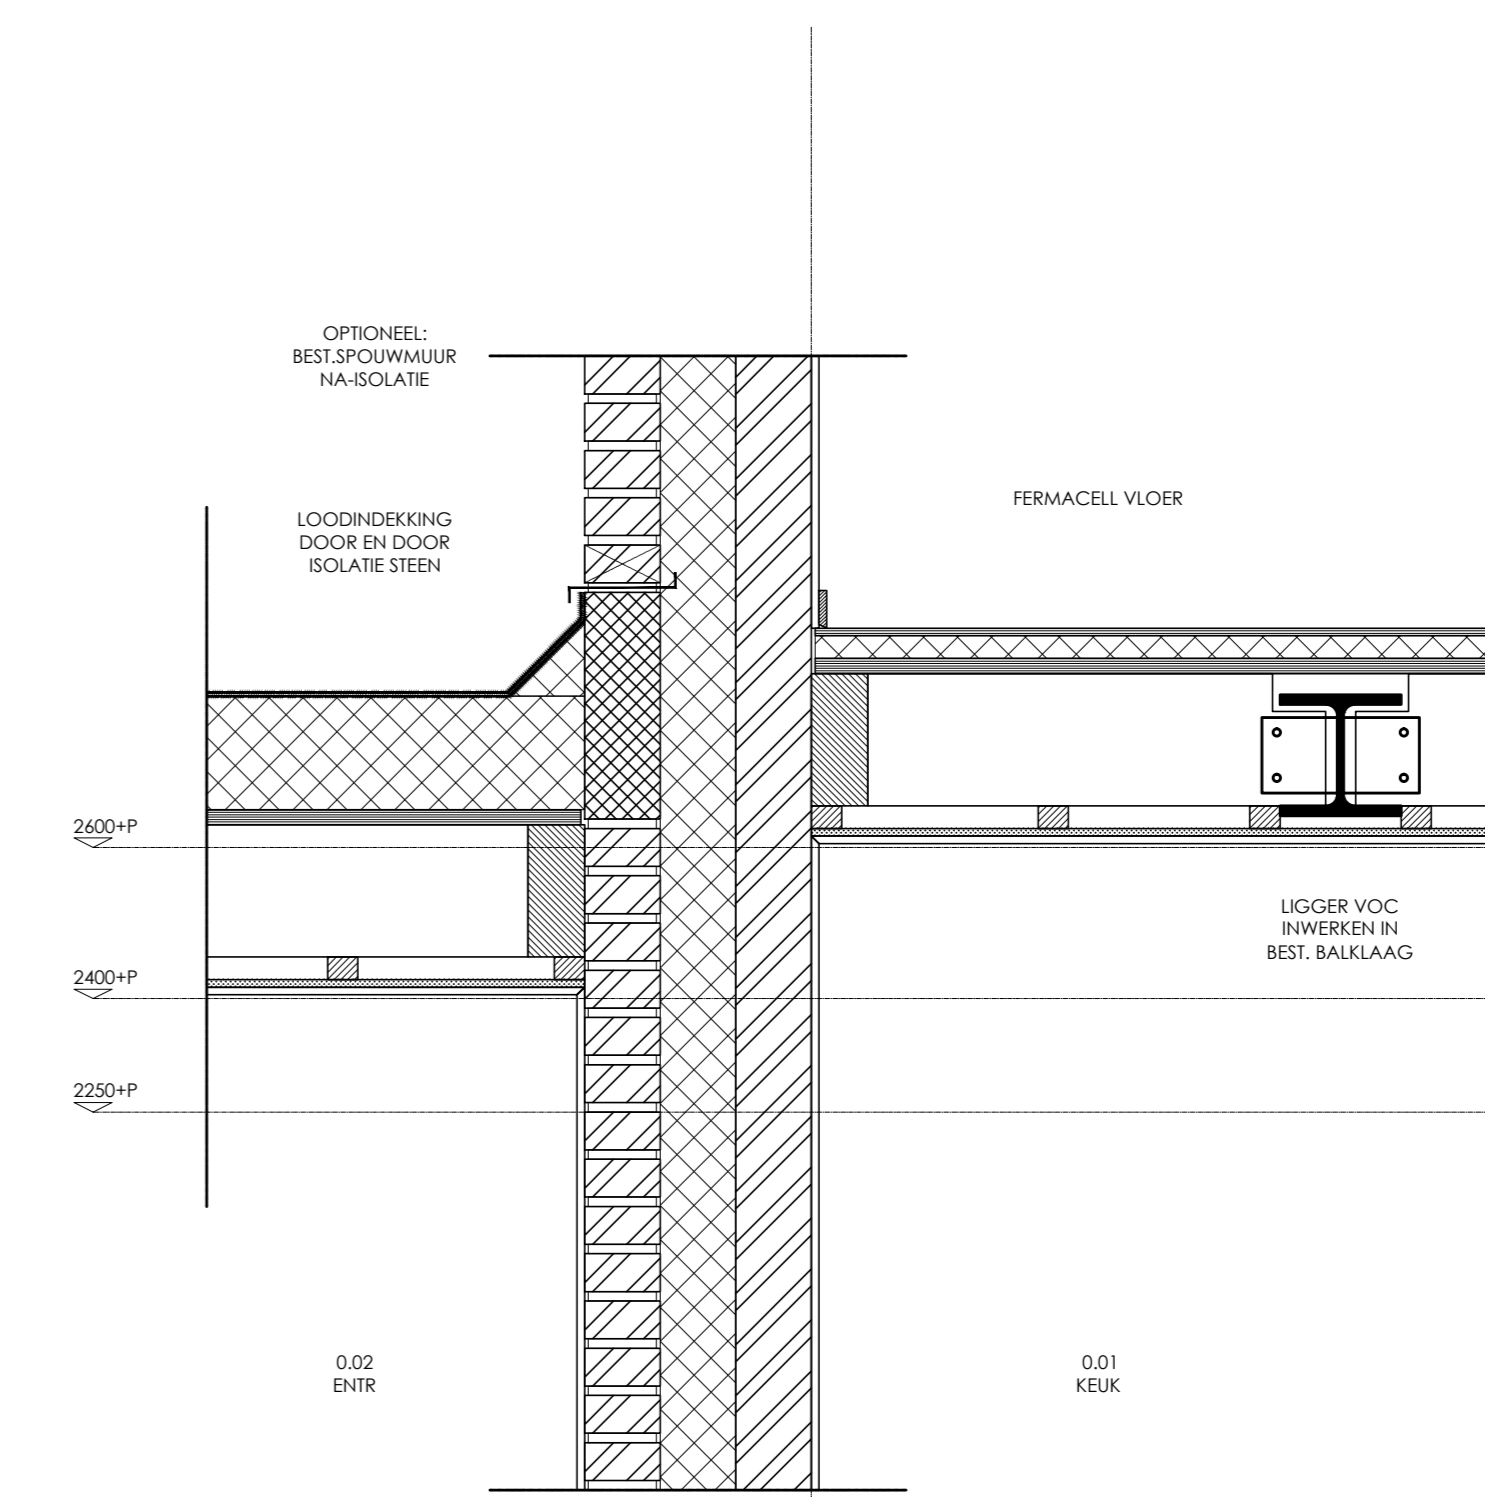 OPTIONEEL:
BEST.SPOUWMUUR
NA-ISOLATIE
FERMACELL VLOER
LOODINDEKKING
DOOR EN DOOR
ISOLATIE STEEN
2600+P
LIGGER VOC
INWERKEN IN
BEST. BALKLAAG
2400+P
2250+P
0.02
ENTR
0.01
KEUK